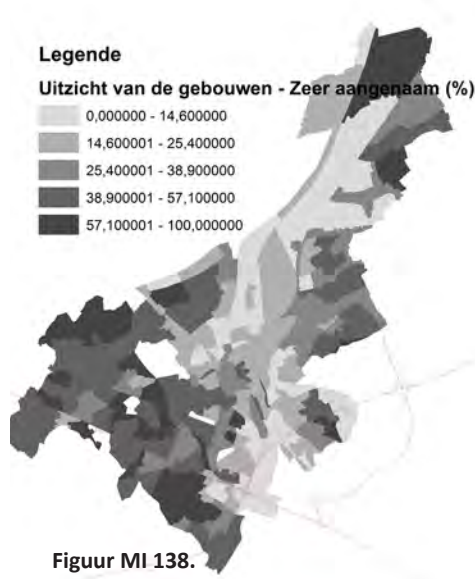 Legende
Uitzicht van de gebouwen - Zeer aangenaam (%)
0,000000 - 14,600000
14,600001 - 25,400000
25,400001 - 38,900000
38,900001 - 57,100000
57,100001 - 100,000000
Figuur MI 138.